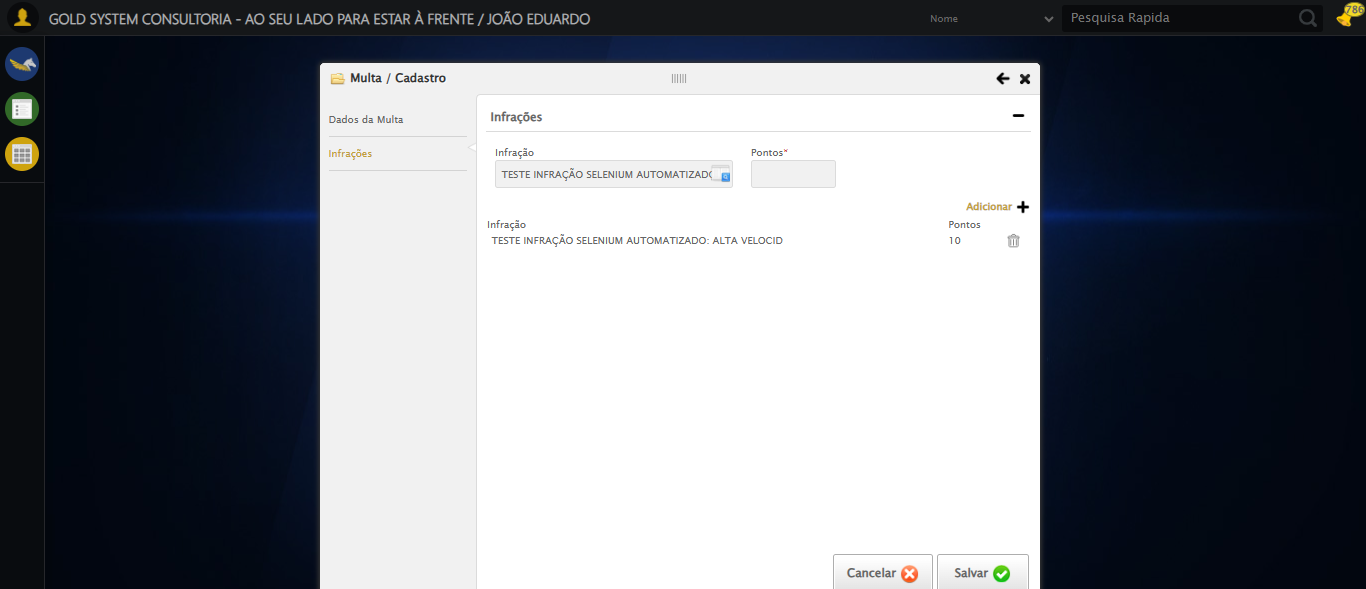 GOLD SYSTEM CONSULTORIA - AO SEU LADO PARA ESTAR À FRENTE / JOÃO EDUARDO
Nome
Pesquisa Rapida
786
Multa / Cadastro
Dados da Multa
Infrações
Infrações
Infração
Pontos*
TESTE INFRAÇÃO SELENIUM AUTOMATIZADO
Adicionar
Infração
Pontos
TESTE INFRAÇÃO SELENIUM AUTOMATIZADO: ALTA VELOCID
10
Cancelar
Salvar